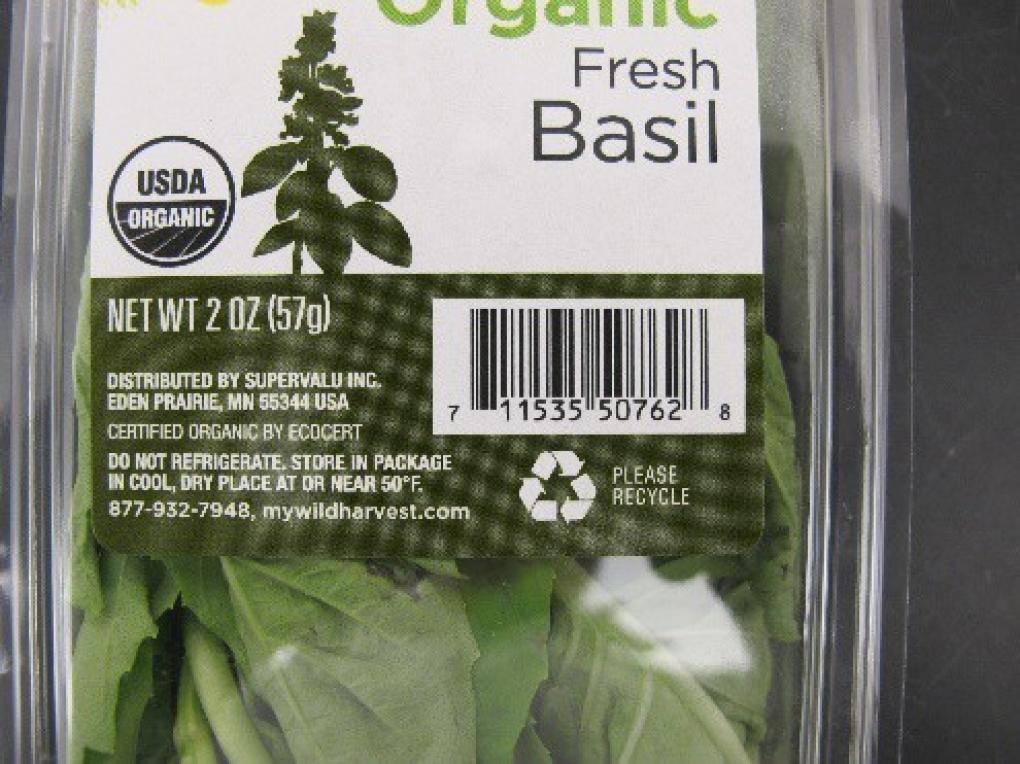 Organic
Fresh
Basil
USDA
ORGANIC
NET WT 2 OZ (57g)
DISTRIBUTED BY SUPERVALU INC.
EDEN PRAIRIE, MN 55344 USA
CERTIFIED ORGANIC BY ECOCERT
DO NOT REFRIGERATE. STORE IN PACKAGE
IN COOL, DRY PLACE AT OR NEAR 50°F.
877-932-7948, mywildharvest.com
7 11535 50762 8
PLEASE
RECYCLE